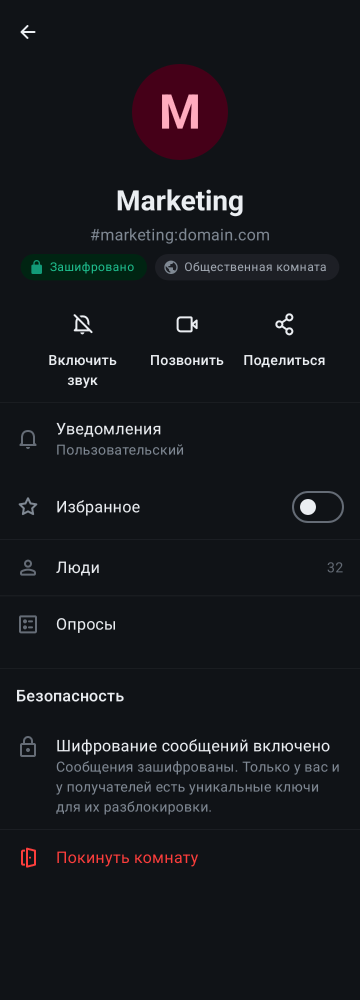 M
Marketing
#marketing:domain.com
Зашифровано
Общественная комната
Включить
звук
Позвонить
Поделиться
Уведомления
Пользовательский
Избранное
Люди
32
Опросы
Безопасность
Шифрование сообщений включено
Сообщения зашифрованы. Только у вас и
у получателей есть уникальные ключи
для их разблокировки.
Покинуть комнату